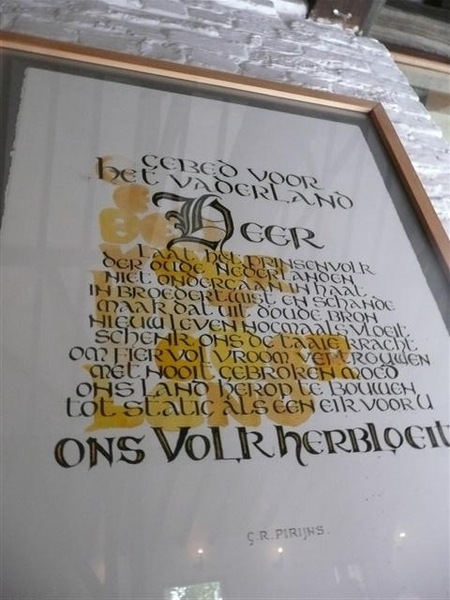 GEBED VOOR
het VADERLAND
HEER
LAAT HET PRINSENVOLK
DER OUDE NEDERLANDEN
NIET ONDERGAAN IN HAAT,
IN BROEDERTWIST EN SCHANDE
MAAK DAT UIT D'OUDE BRON
NIEUW LEVEN NOCMAALS VLOEIT.
SCHENK ONS DE TAAIE KRACHT
OM FIER VOL VROOM VERTROUWEN
MET NOOIT GEBROKEN MOED
ONS LAND HEROP TE BOUWEN
TOT STATIG ALS EEN EIK VOOR U
ONS VOLK HERBLOEIT
G.R. PIRIJNS.